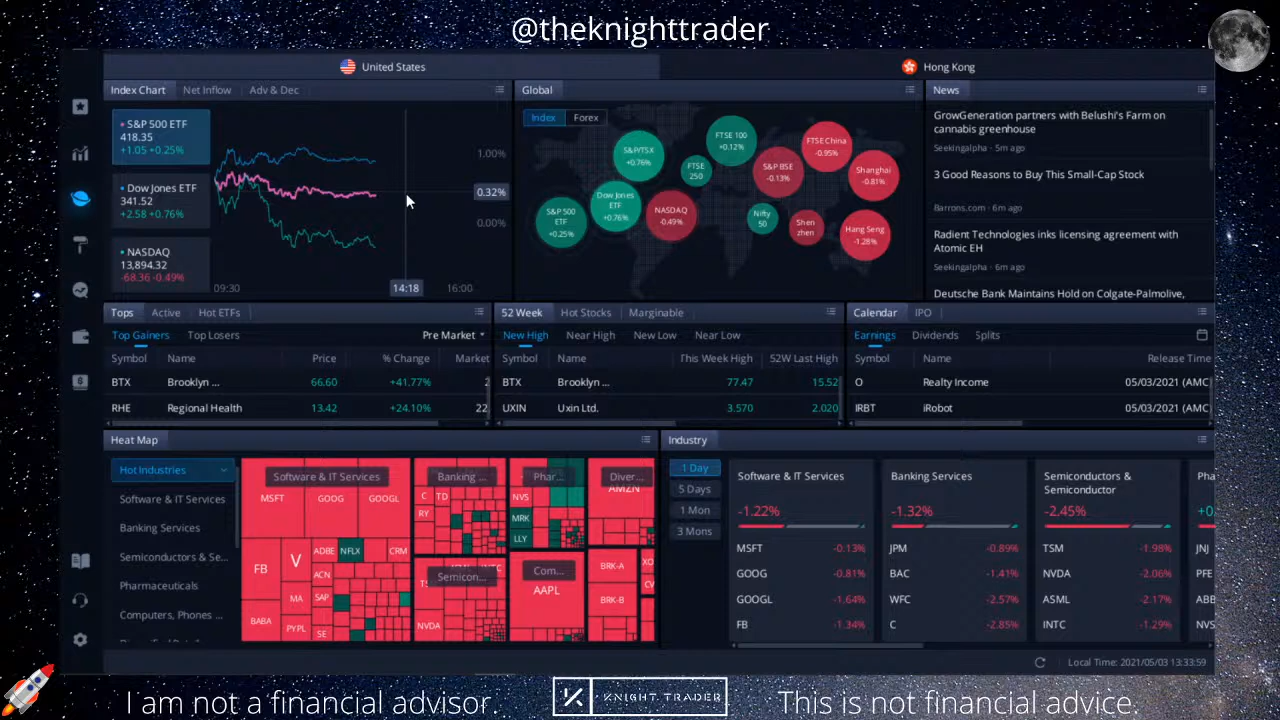 @theknighttrader
United States
Hong Kong
Index Chart Net Inflow Adv & Dec
S&P 500 ETF
418.35
+1.05 +0.25%
Dow Jones ETF
341.52
+2.58 +0.76%
NASDAQ
13,894.32
-68.36 -0.49%
1.00%
0.32%
0.00%
09:30 14:18 16:00
Global
Index Forex
S&P/TSX
+0.76%
FTSE 100
+0.12%
FTSE China
-0.95%
FTSE
250
S&P BSE
-0.13%
Shanghai
-0.81%
Dow Jones
ETF
+0.76%
S&P 500
ETF
+0.25%
NASDAQ
-0.49%
Nifty
50
Shen
zhen
Hang Seng
-1.28%
News
GrowGeneration partners with Belushi's Farm on
cannabis greenhouse
Seekingalpha · 5m ago
3 Good Reasons to Buy This Small-Cap Stock
Barrons.com · 6m ago
Radient Technologies inks licensing agreement with
Atomic EH
Seekingalpha · 6m ago
Deutsche Bank Maintains Hold on Colgate-Palmolive,
Tops Active Hot ETFs
Top Gainers Top Losers Pre Market
Symbol Name Price % Change Market
BTX Brooklyn ... 66.60 +41.77% 2
RHE Regional Health 13.42 +24.10% 22
52 Week Hot Stocks Marginable
New High Near High New Low Near Low
Symbol Name This Week High 52W Last High
BTX Brooklyn ... 77.47 15.52
UXIN Uxin Ltd. 3.570 2.020
Calendar IPO
Earnings Dividends Splits
Symbol Name Release Time
O Realty Income 05/03/2021 (AMC
IRBT iRobot 05/03/2021 (AMC
Heat Map
Hot Industries
Software & IT Services
Banking Services
Semiconductors & Se...
Pharmaceuticals
Computers, Phones ...
Software & IT Services
MSFT GOOG GOOGL
FB V ADBE NFLX CRM
ACN
MA SAP
BABA PYPL SE
Banking ...
C TD
RY
Semicon...
NVDA
Phar...
NVS
MRK
LLY
Com...
AAPL
Diver...
AMZN
BRK-A XO
CV
BRK-B
Industry
1 Day
5 Days
1 Mon
3 Mons
Software & IT Services
-1.22%
MSFT -0.13%
GOOG -0.81%
GOOGL -1.64%
FB -1.34%
Banking Services
-1.32%
JPM -0.89%
BAC -1.41%
WFC -2.57%
C -2.85%
Semiconductors &
Semiconductor
-2.45%
TSM -1.98%
NVDA -2.06%
ASML -2.17%
INTC -1.29%
Pha
+0.
JNJ
PFE
ABB
NVS
Local Time: 2021/05/03 13:33:59
I am not a financial advisor.
KNIGHT TRADER
This is not financial advice.